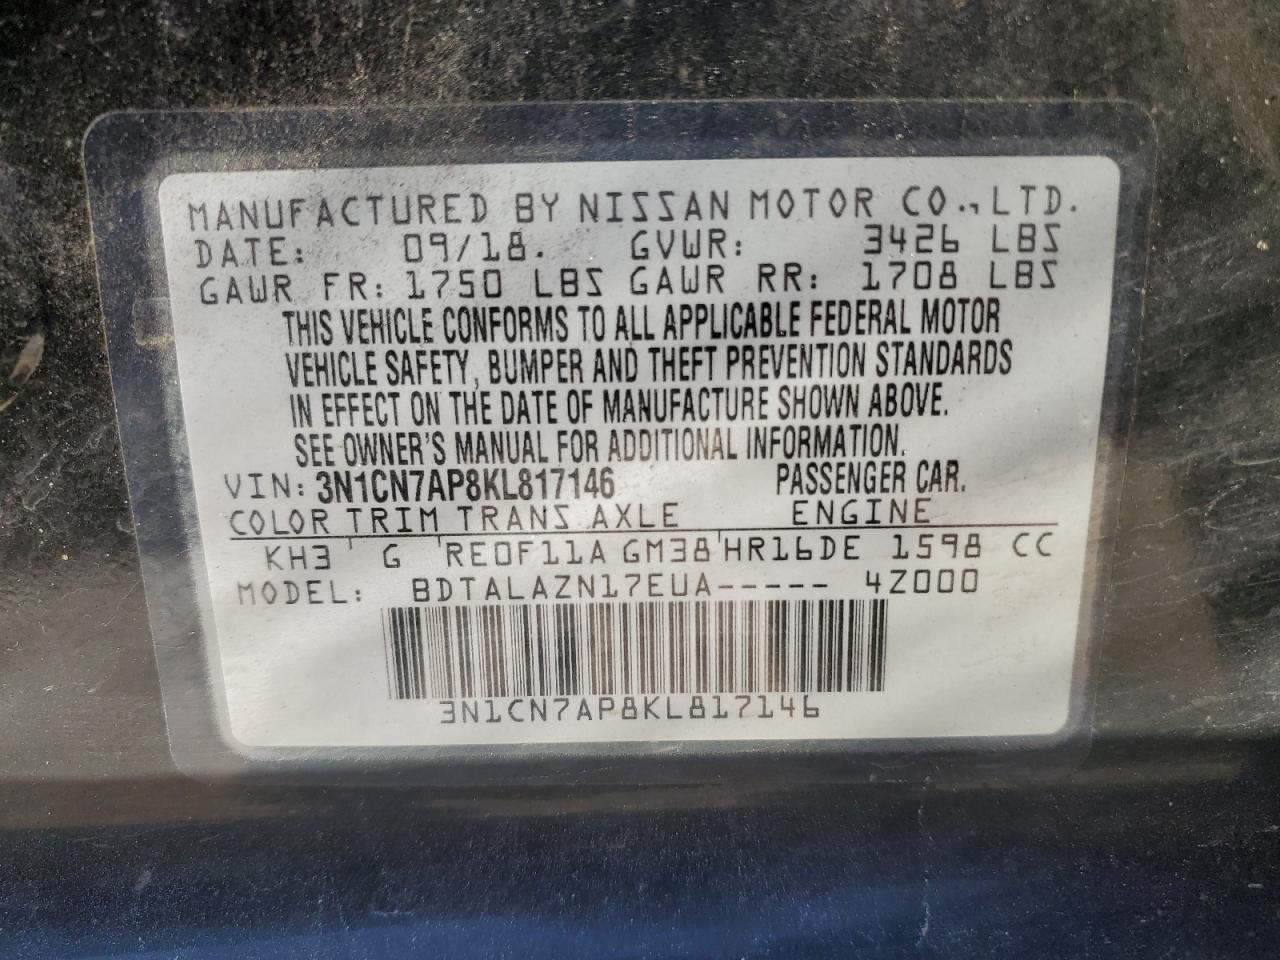 MANUFACTURED BY NISSAN MOTOR CO., LTD.
DATE: 09/18. GVWR: 3426 LBS
GAWR FR: 1750 LBS GAWR RR: 1708 LBS
THIS VEHICLE CONFORMS TO ALL APPLICABLE FEDERAL MOTOR
VEHICLE SAFETY, BUMPER AND THEFT PREVENTION STANDARDS
IN EFFECT ON THE DATE OF MANUFACTURE SHOWN ABOVE.
SEE OWNER'S MANUAL FOR ADDITIONAL INFORMATION.
VIN: 3N1CN7AP8KL817146 PASSENGER CAR.
COLOR TRIM TRANS AXLE ENGINE
KH3 G RE0F11A GM38 HR16DE 1598 CC
MODEL: BDTALAZN17EUA----- 4Z000
3N1CN7AP8KL817146